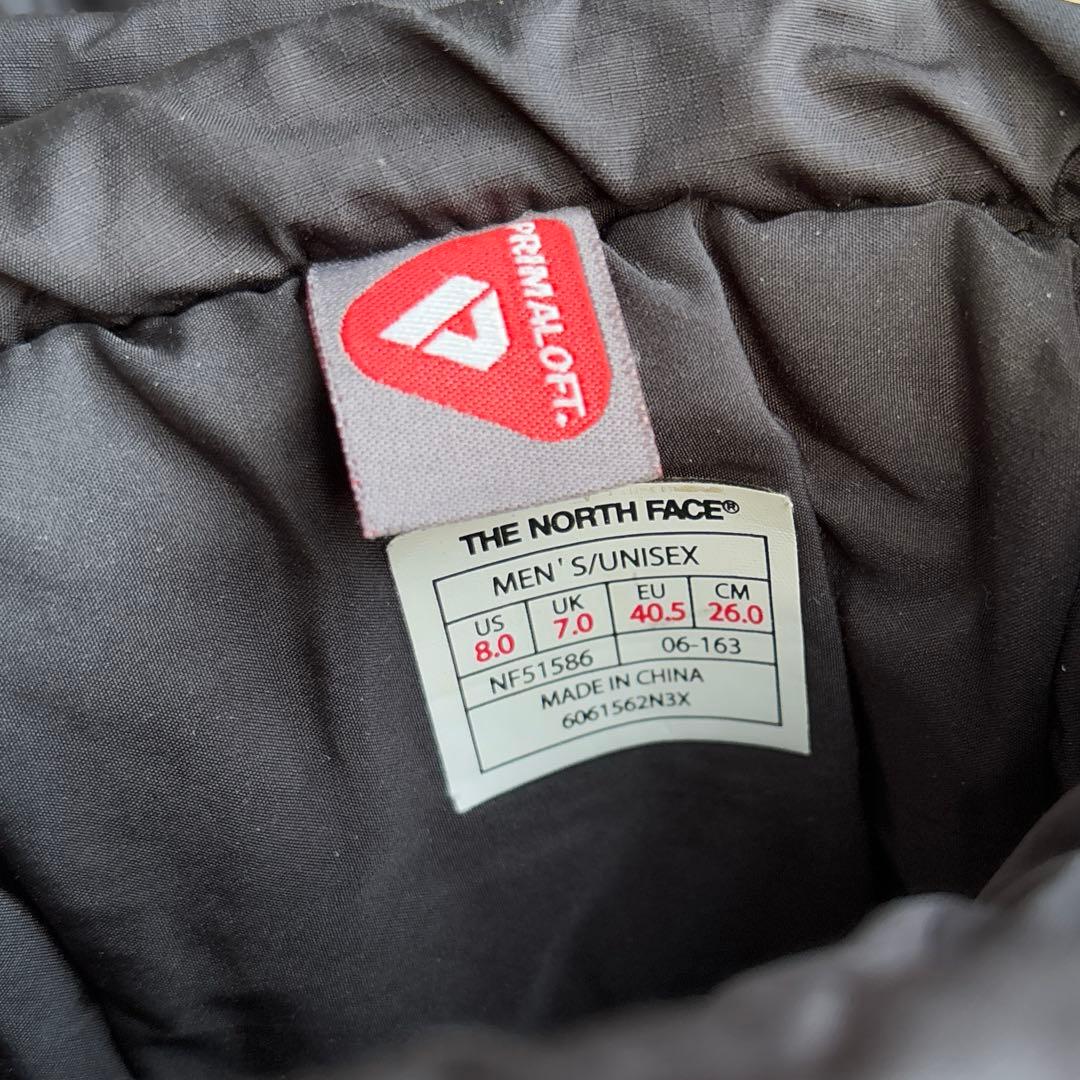 PRIMALOFT.
THE NORTH FACE®
MEN'S/UNISEX
US UK EU CM
8.0 7.0 40.5 26.0
NF51586 06-163
MADE IN CHINA
6061562N3X